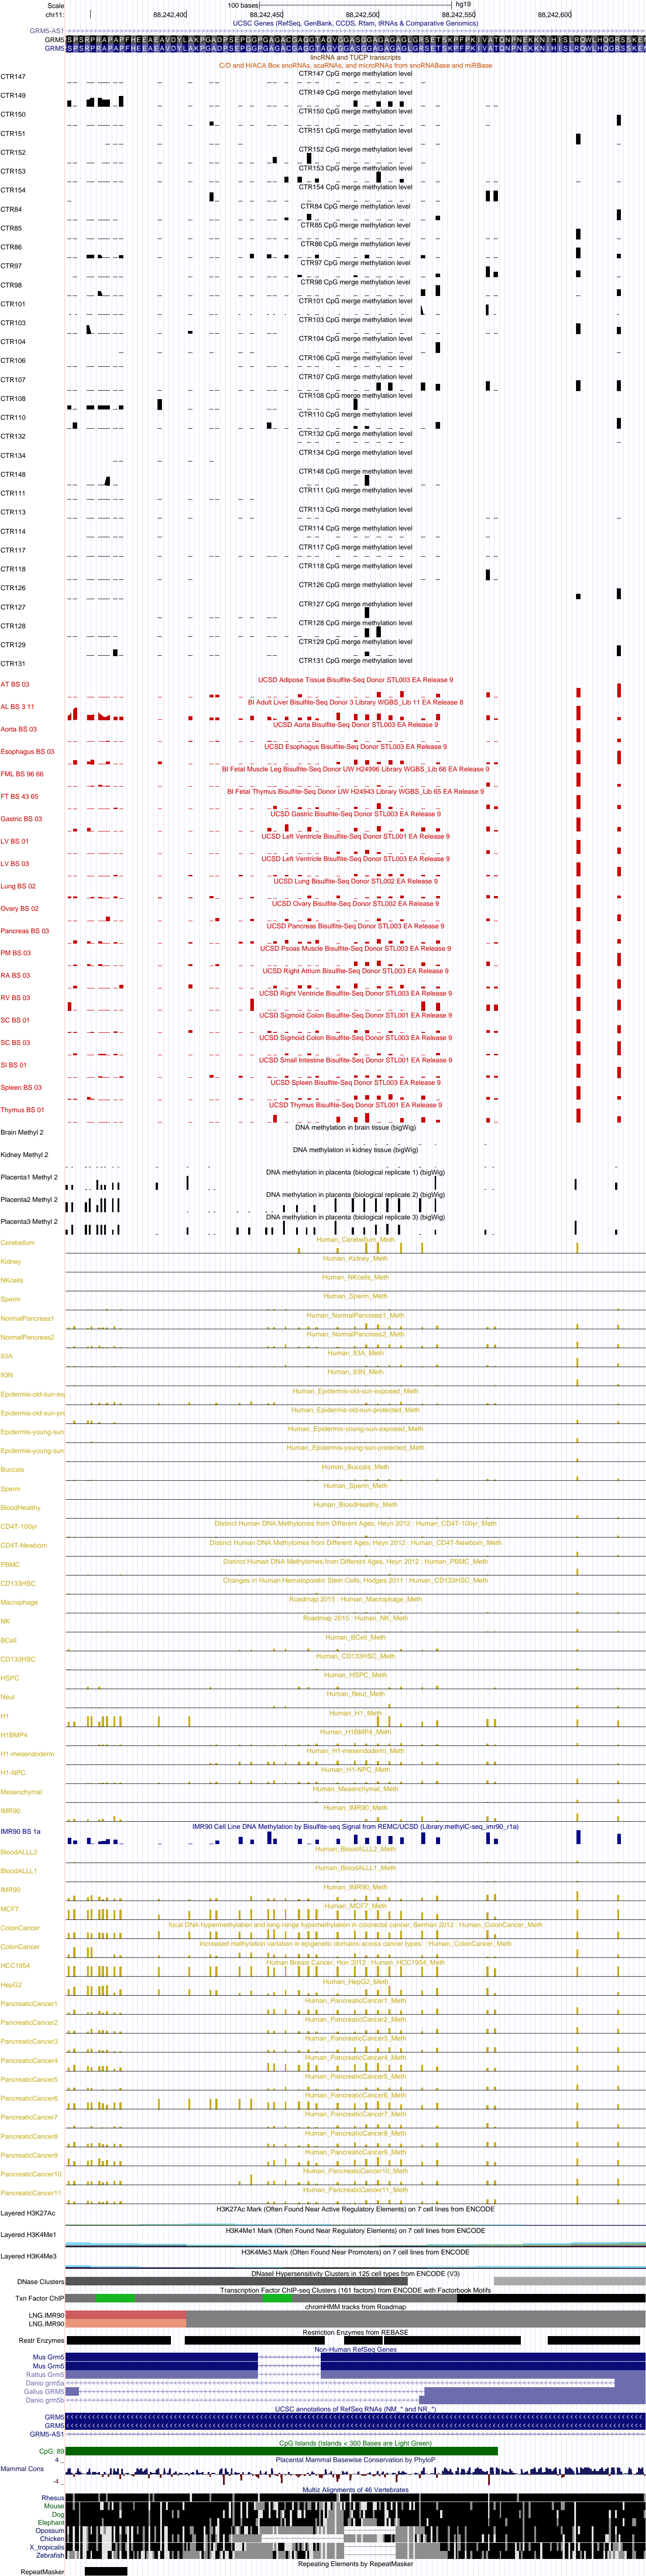 Scale 100 bases hg19
chr11: 88,242,400 88,242,450 88,242,500 88,242,550 88,242,600
UCSC Genes (RefSeq, GenBank, CCDS, Rfam, tRNAs & Comparative Genomics)
GRM5-AS1
GRM5
GRM5
lincRNA and TUCP transcripts
C/D and H/ACA Box snoRNAs, scaRNAs, and microRNAs from snoRNABase and miRBase
CTR147 CTR147 CpG merge methylation level
CTR149 CTR149 CpG merge methylation level
CTR150 CTR150 CpG merge methylation level
CTR151 CTR151 CpG merge methylation level
CTR152 CTR152 CpG merge methylation level
CTR153 CTR153 CpG merge methylation level
CTR154 CTR154 CpG merge methylation level
CTR84 CTR84 CpG merge methylation level
CTR85 CTR85 CpG merge methylation level
CTR86 CTR86 CpG merge methylation level
CTR97 CTR97 CpG merge methylation level
CTR98 CTR98 CpG merge methylation level
CTR101 CTR101 CpG merge methylation level
CTR103 CTR103 CpG merge methylation level
CTR104 CTR104 CpG merge methylation level
CTR106 CTR106 CpG merge methylation level
CTR107 CTR107 CpG merge methylation level
CTR108 CTR108 CpG merge methylation level
CTR110 CTR110 CpG merge methylation level
CTR132 CTR132 CpG merge methylation level
CTR134 CTR134 CpG merge methylation level
CTR148 CTR148 CpG merge methylation level
CTR111 CTR111 CpG merge methylation level
CTR113 CTR113 CpG merge methylation level
CTR114 CTR114 CpG merge methylation level
CTR117 CTR117 CpG merge methylation level
CTR118 CTR118 CpG merge methylation level
CTR126 CTR126 CpG merge methylation level
CTR127 CTR127 CpG merge methylation level
CTR128 CTR128 CpG merge methylation level
CTR129 CTR129 CpG merge methylation level
CTR131 CTR131 CpG merge methylation level
AT BS 03 UCSD Adipose Tissue Bisulfite-Seq Donor STL003 EA Release 9
AL BS 3 11 BI Adult Liver Bisulfite-Seq Donor 3 Library WGBS_Lib 11 EA Release 8
Aorta BS 03 UCSD Aorta Bisulfite-Seq Donor STL003 EA Release 9
Esophagus BS 03 UCSD Esophagus Bisulfite-Seq Donor STL003 EA Release 9
FML BS 96 66 BI Fetal Muscle Leg Bisulfite-Seq Donor UW H24996 Library WGBS_Lib 66 EA Release 9
FT BS 43 65 BI Fetal Thymus Bisulfite-Seq Donor UW H24943 Library WGBS_Lib 65 EA Release 9
Gastric BS 03 UCSD Gastric Bisulfite-Seq Donor STL003 EA Release 9
LV BS 01 UCSD Left Ventricle Bisulfite-Seq Donor STL001 EA Release 9
LV BS 03 UCSD Left Ventricle Bisulfite-Seq Donor STL003 EA Release 9
Lung BS 02 UCSD Lung Bisulfite-Seq Donor STL002 EA Release 9
Ovary BS 02 UCSD Ovary Bisulfite-Seq Donor STL002 EA Release 9
Pancreas BS 03 UCSD Pancreas Bisulfite-Seq Donor STL003 EA Release 9
PM BS 03 UCSD Psoas Muscle Bisulfite-Seq Donor STL003 EA Release 9
RA BS 03 UCSD Right Atrium Bisulfite-Seq Donor STL003 EA Release 9
RV BS 03 UCSD Right Ventricle Bisulfite-Seq Donor STL003 EA Release 9
SC BS 01 UCSD Sigmoid Colon Bisulfite-Seq Donor STL001 EA Release 9
SC BS 03 UCSD Sigmoid Colon Bisulfite-Seq Donor STL003 EA Release 9
SI BS 01 UCSD Small Intestine Bisulfite-Seq Donor STL001 EA Release 9
Spleen BS 03 UCSD Spleen Bisulfite-Seq Donor STL003 EA Release 9
Thymus BS 01 UCSD Thymus Bisulfite-Seq Donor STL001 EA Release 9
Brain Methyl 2 DNA methylation in brain tissue (bigWig)
Kidney Methyl 2 DNA methylation in kidney tissue (bigWig)
Placenta1 Methyl 2 DNA methylation in placenta (biological replicate 1) (bigWig)
Placenta2 Methyl 2 DNA methylation in placenta (biological replicate 2) (bigWig)
Placenta3 Methyl 2 DNA methylation in placenta (biological replicate 3) (bigWig)
Cerebellum Human_Cerebellum_Meth
Kidney Human_Kidney_Meth
NKcells Human_NKcells_Meth
Sperm Human_Sperm_Meth
NormalPancreas1 Human_NormalPancreas1_Meth
NormalPancreas2 Human_NormalPancreas2_Meth
93A Human_93A_Meth
93N Human_93N_Meth
Epidermis-old-sun-ex Human_Epidermis-old-sun-exposed_Meth
Epidermis-old-sun-pr Human_Epidermis-old-sun-protected_Meth
Epidermis-young-sun Human_Epidermis-young-sun-exposed_Meth
Epidermis-young-sun Human_Epidermis-young-sun-protected_Meth
Buccals Human_Buccals_Meth
Sperm Human_Sperm_Meth
BloodHealthy Human_BloodHealthy_Meth
CD4T-100yr Distinct Human DNA Methylomes from Different Ages, Heyn 2012 : Human_CD4T-100yr_Meth
CD4T-Newborn Distinct Human DNA Methylomes from Different Ages, Heyn 2012 : Human_CD4T-Newborn_Meth
PBMC Distinct Human DNA Methylomes from Different Ages, Heyn 2012 : Human_PBMC_Meth
CD133HSC Changes in Human Hematopoietic Stem Cells, Hodges 2011 : Human_CD133HSC_Meth
Macrophage Roadmap 2015 : Human_Macrophage_Meth
NK Roadmap 2015 : Human_NK_Meth
BCell Human_BCell_Meth
CD133HSC Human_CD133HSC_Meth
HSPC Human_HSPC_Meth
Neut Human_Neut_Meth
H1 Human_H1_Meth
H1BMP4 Human_H1BMP4_Meth
H1-mesendoderm Human_H1-mesendoderm_Meth
H1-NPC Human_H1-NPC_Meth
Mesenchymal Human_Mesenchymal_Meth
IMR90 Human_IMR90_Meth
IMR90 BS 1a IMR90 Cell Line DNA Methylation by Bisulfite-seq Signal from REMC/UCSD (Library:methylC-seq_imr90_r1a)
BloodALLL2 Human_BloodALLL2_Meth
BloodALLL1 Human_BloodALLL1_Meth
IMR90 Human_IMR90_Meth
MCF7 Human_MCF7_Meth
ColonCancer focal DNA hypermethylation and long-range hypomethylation in colorectal cancer, Berman 2012 : Human_ColonCancer_Meth
ColonCancer Increased methylation variation in epigenetic domains across cancer types. : Human_ColonCancer_Meth
HCC1954 Human Breast Cancer, Hon 2012 : Human_HCC1954_Meth
HepG2 Human_HepG2_Meth
PancreaticCancer1 Human_PancreaticCancer1_Meth
PancreaticCancer2 Human_PancreaticCancer2_Meth
PancreaticCancer3 Human_PancreaticCancer3_Meth
PancreaticCancer4 Human_PancreaticCancer4_Meth
PancreaticCancer5 Human_PancreaticCancer5_Meth
PancreaticCancer6 Human_PancreaticCancer6_Meth
PancreaticCancer7 Human_PancreaticCancer7_Meth
PancreaticCancer8 Human_PancreaticCancer8_Meth
PancreaticCancer9 Human_PancreaticCancer9_Meth
PancreaticCancer10 Human_PancreaticCancer10_Meth
PancreaticCancer11 Human_PancreaticCancer11_Meth
Layered H3K27Ac H3K27Ac Mark (Often Found Near Active Regulatory Elements) on 7 cell lines from ENCODE
Layered H3K4Me1 H3K4Me1 Mark (Often Found Near Regulatory Elements) on 7 cell lines from ENCODE
Layered H3K4Me3 H3K4Me3 Mark (Often Found Near Promoters) on 7 cell lines from ENCODE
DNaseI Hypersensitivity Clusters in 125 cell types from ENCODE (V3)
DNase Clusters
Transcription Factor ChIP-seq Clusters (161 factors) from ENCODE with Factorbook Motifs
Txn Factor ChIP
chromHMM tracks from Roadmap
LNG.IMR90
LNG.IMR90
Restriction Enzymes from REBASE
Restr Enzymes
Non-Human RefSeq Genes
Mus Grm5
Mus Grm5
Rattus Grm5
Danio grm5a
Gallus GRM5
Danio grm5b
UCSC annotations of RefSeq RNAs (NM_* and NR_*)
GRM5
GRM5
GRM5-AS1
CpG Islands (Islands < 300 Bases are Light Green)
CpG: 89
Placental Mammal Basewise Conservation by PhyloP
4 _
Mammal Cons
-4 _
Multiz Alignments of 46 Vertebrates
Rhesus
Mouse
Dog
Elephant
Opossum
Chicken
X_tropicalis
Zebrafish
Repeating Elements by RepeatMasker
RepeatMasker